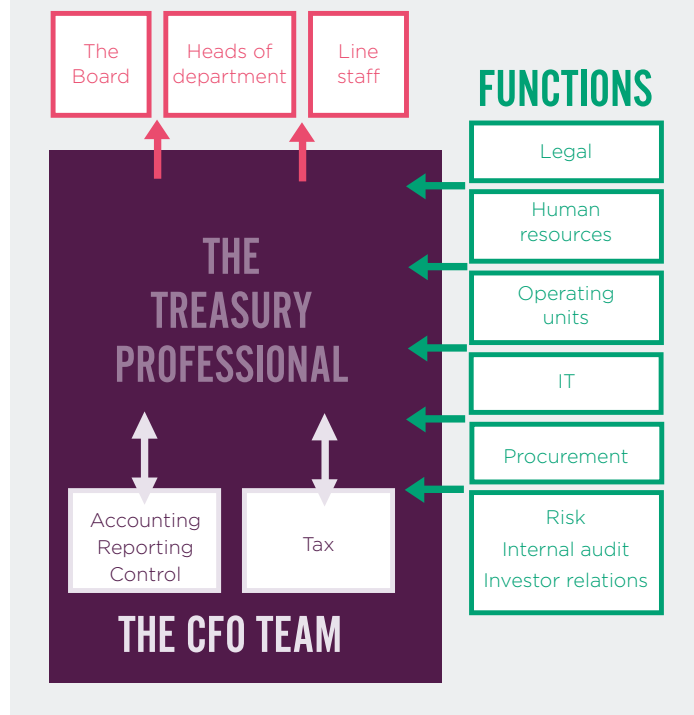 The
Board
Heads of
department
Line
staff
FUNCTIONS
Legal
Human
resources
Operating
units
IT
Procurement
Risk
Internal audit
Investor relations
THE
TREASURY
PROFESSIONAL
Accounting
Reporting
Control
Tax
THE CFO TEAM